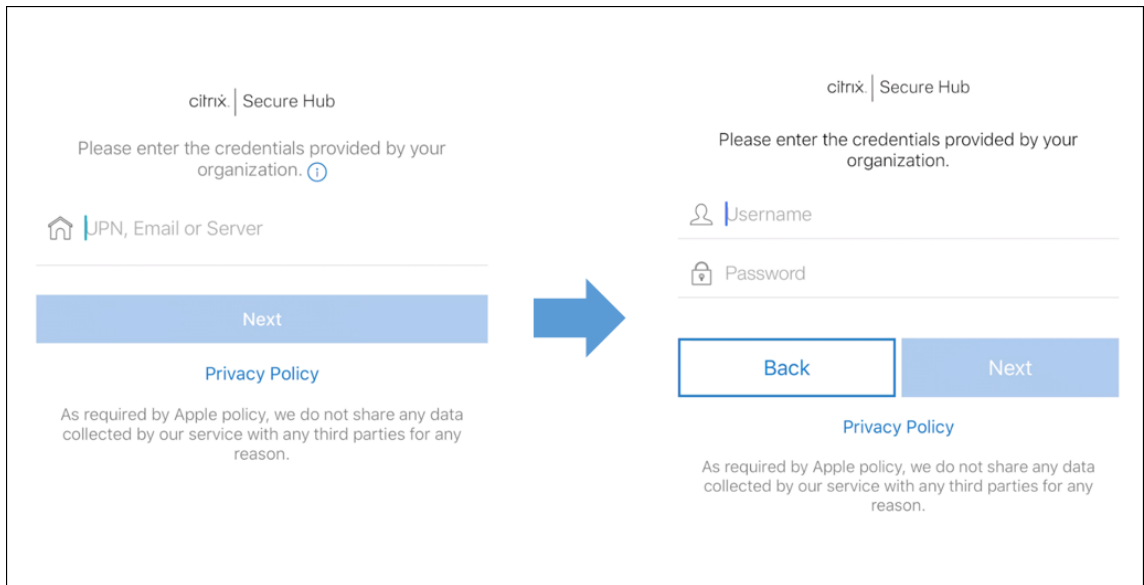 citrix. | Secure Hub
Please enter the credentials provided by your
organization.
UPN, Email or Server
Next
Privacy Policy
As required by Apple policy, we do not share any data
collected by our service with any third parties for any
reason.
citrix. | Secure Hub
Please enter the credentials provided by your
organization.
Username
Password
Back
Next
Privacy Policy
As required by Apple policy, we do not share any data
collected by our service with any third parties for any
reason.